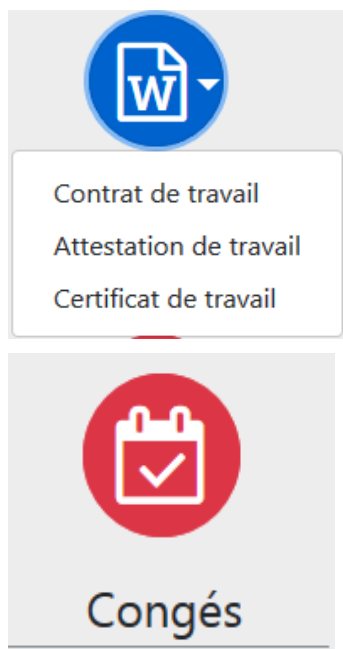 W
Contrat de travail
Attestation de travail
Certificat de travail
Congés